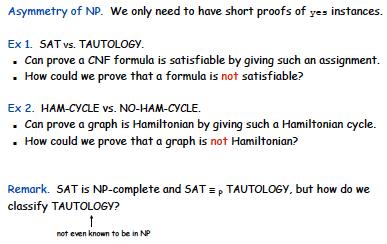 Asymmetry of NP. We only need to have short proofs of yes instances.
Ex 1. SAT vs. TAUTOLOGY.
▪ Can prove a CNF formula is satisfiable by giving such an assignment.
▪ How could we prove that a formula is not satisfiable?
Ex 2. HAM-CYCLE vs. NO-HAM-CYCLE.
▪ Can prove a graph is Hamiltonian by giving such a Hamiltonian cycle.
▪ How could we prove that a graph is not Hamiltonian?
Remark. SAT is NP-complete and SAT ≡ P TAUTOLOGY, but how do we
classify TAUTOLOGY?
not even known to be in NP